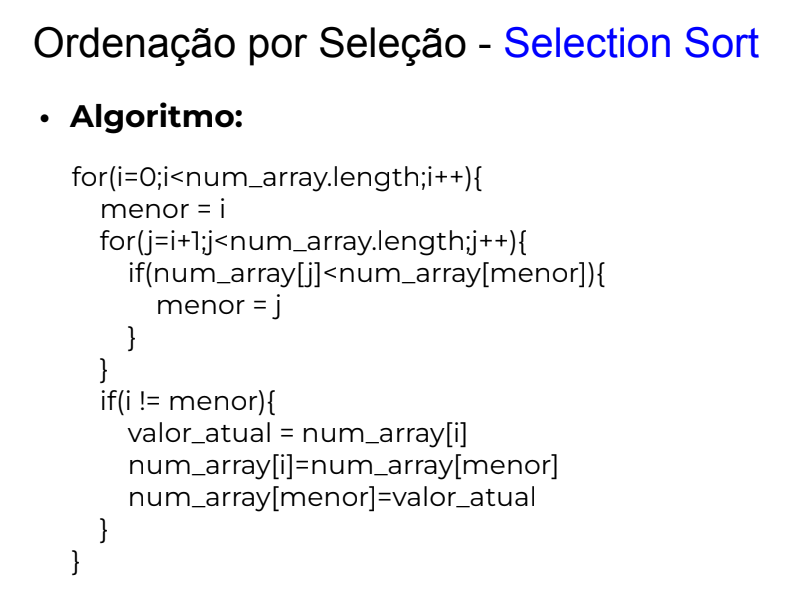 Ordenação por Seleção - Selection Sort
• Algoritmo:
for(i=0;i<num_array.length;i++){
menor = i
for(j=i+1;j<num_array.length;j++){
if(num_array[j]<num_array[menor]){
menor = j
}
}
if(i != menor){
valor_atual = num_array[i]
num_array[i]=num_array[menor]
num_array[menor]=valor_atual
}
}